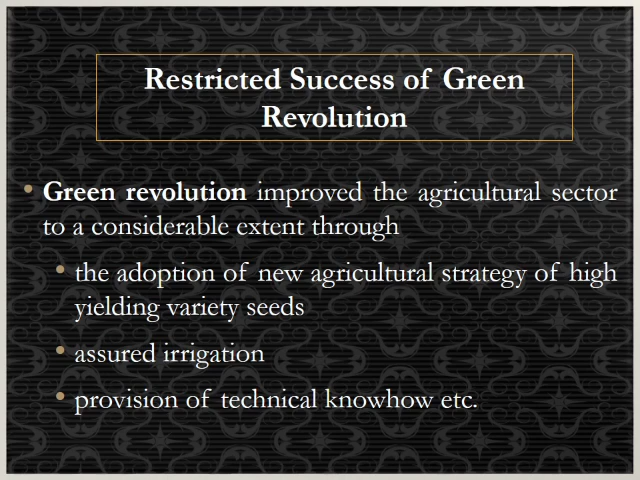 Restricted Success of Green
Revolution
• Green revolution improved the agricultural sector
to a considerable extent through
• the adoption of new agricultural strategy of high
yielding variety seeds
• assured irrigation
• provision of technical knowhow etc.